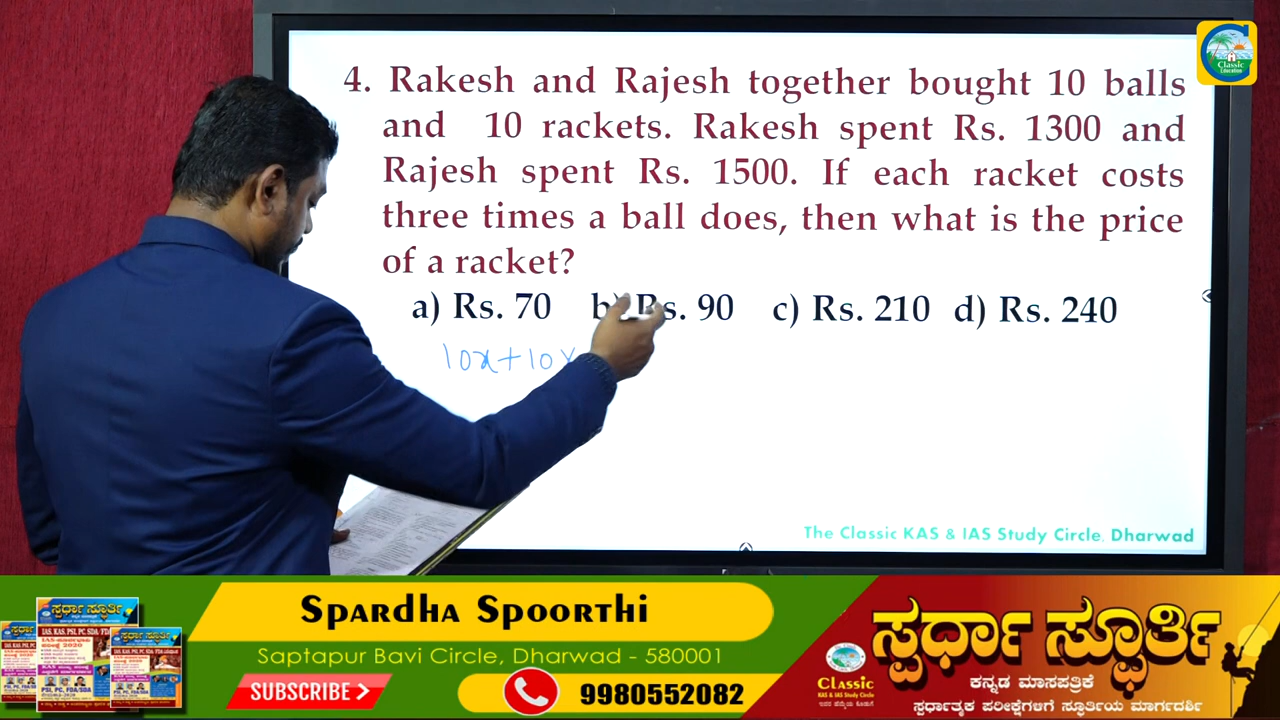 4. Rakesh and Rajesh together bought 10 balls
and 10 rackets. Rakesh spent Rs. 1300 and
Rajesh spent Rs. 1500. If each racket costs
three times a ball does, then what is the price
of a racket?
a) Rs. 70 b) Rs. 90 c) Rs. 210 d) Rs. 240
10x+10x
The Classic KAS & IAS Study Circle, Dharwad
Classic
Education
Spardha Spoorthi
Saptapur Bavi Circle, Dharwad - 580001
SUBSCRIBE
9980552082
ಸ್ಪರ್ಧಾ ಸ್ಫೂರ್ತಿ
ಕನ್ನಡ ಮಾಸಪತ್ರಿಕೆ
ಸ್ಪರ್ಧಾತ್ಮಕ ಪರೀಕ್ಷೆಗಳಿಗೆ ಸ್ಫೂರ್ತಿಯ ಮಾರ್ಗದರ್ಶಿ
Classic
KAS & IAS Study Circle
ಸ್ಪರ್ಧಾ ಸ್ಫೂರ್ತಿ